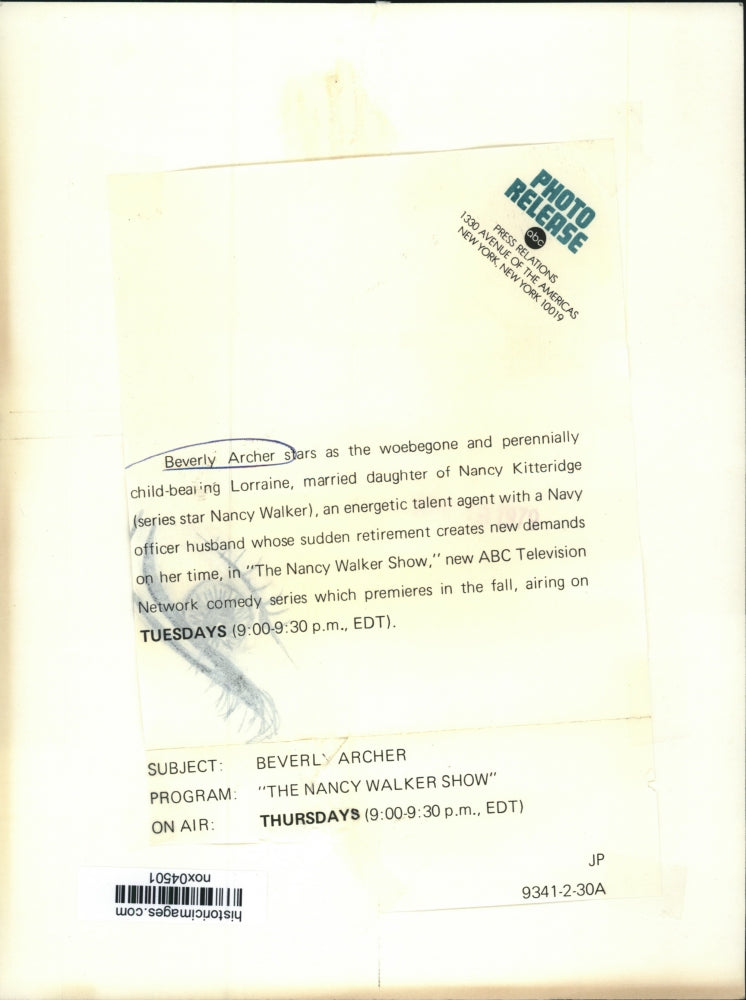 PHOTO
RELEASE
abc
PRESS RELATIONS
1330 AVENUE OF THE AMERICAS
NEW YORK, NEW YORK 10019
Beverly Archer stars as the woebegone and perennially
child-bearing Lorraine, married daughter of Nancy Kitteridge
(series star Nancy Walker), an energetic talent agent with a Navy
officer husband whose sudden retirement creates new demands
on her time, in "The Nancy Walker Show," new ABC Television
Network comedy series which premieres in the fall, airing on
TUESDAYS (9:00-9:30 p.m., EDT).
SUBJECT: BEVERLY ARCHER
PROGRAM: "THE NANCY WALKER SHOW"
ON AIR: THURSDAYS (9:00-9:30 p.m., EDT)
JP
9341-2-30A
historicimages.com
nox04501